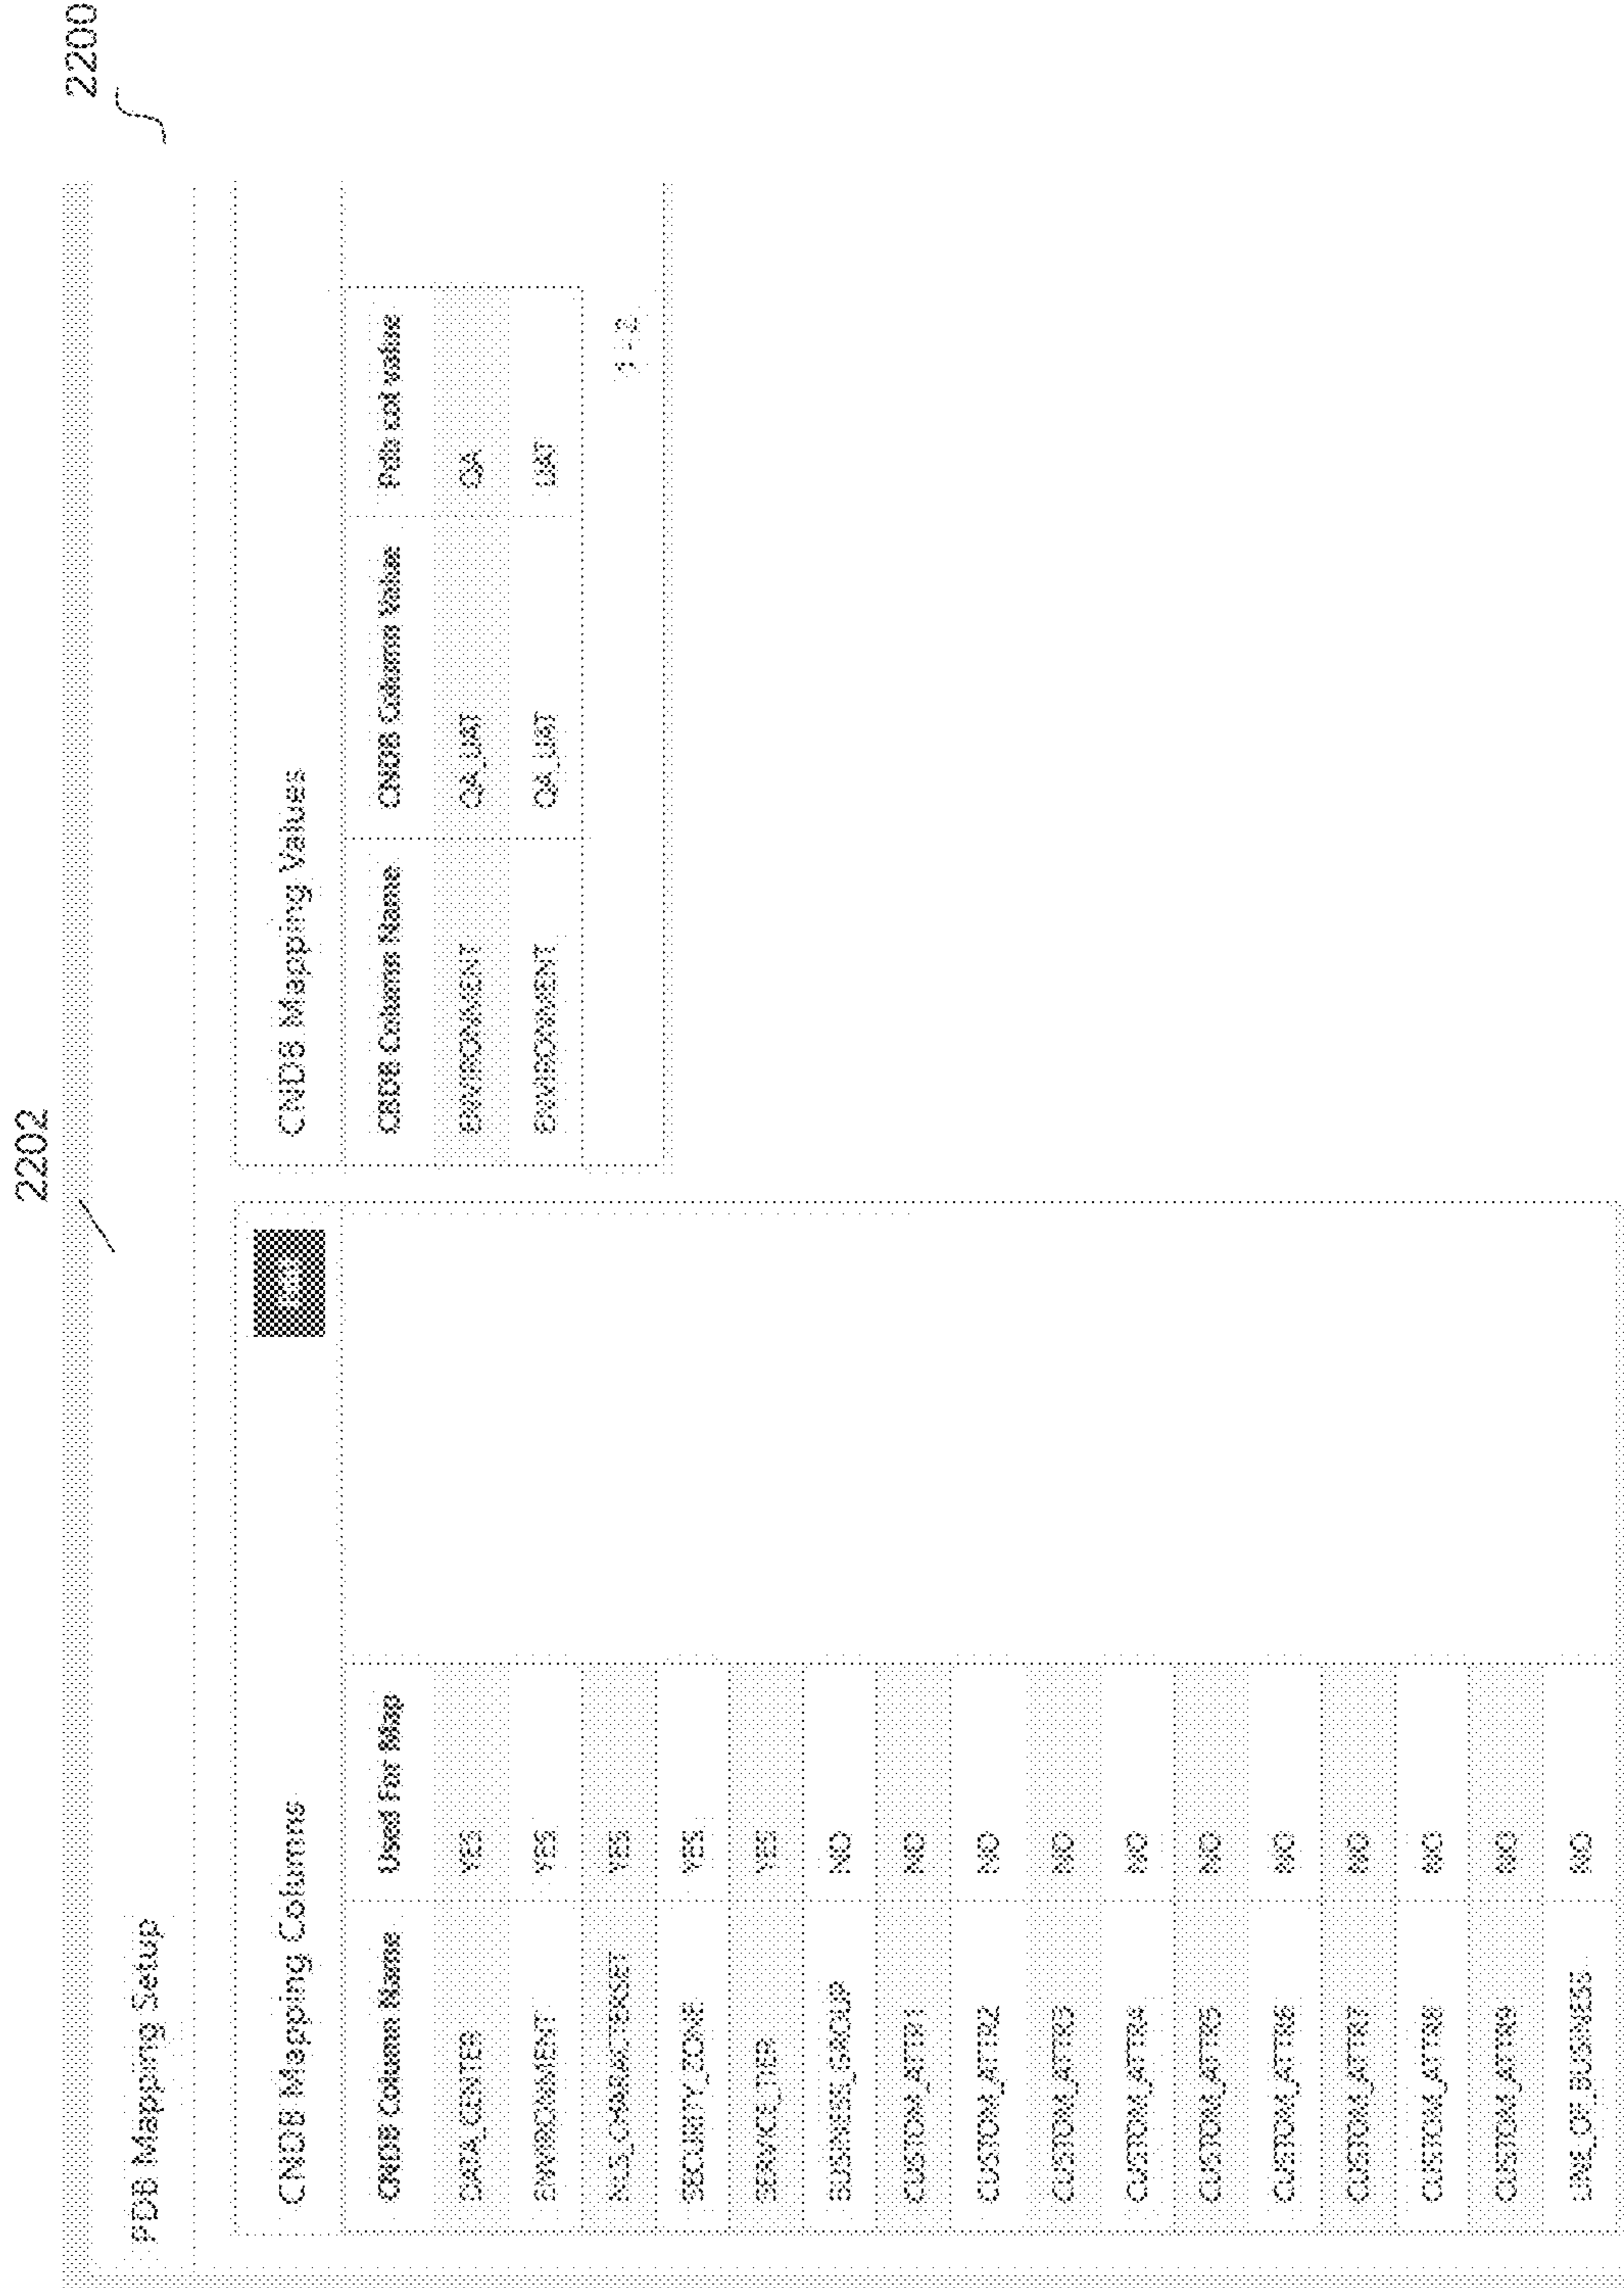 2200
2202
PDB Mapping Setup
CNDB Mapping Columns
CNDB Column Name Used For Map
DATA_CENTER YES
ENVIRONMENT YES
NLS_CHARACTERSET YES
SECURITY_ZONE YES
SERVICE_TIER YES
BUSINESS_GROUP NO
CUSTOM_ATTR1 NO
CUSTOM_ATTR2 NO
CUSTOM_ATTR3 NO
CUSTOM_ATTR4 NO
CUSTOM_ATTR5 NO
CUSTOM_ATTR6 NO
CUSTOM_ATTR7 NO
CUSTOM_ATTR8 NO
CUSTOM_ATTR9 NO
LINE_OF_BUSINESS NO
CNDB Mapping Values
CNDB Column Name CNDB Column Value Pdb col value
ENVIRONMENT QA_UAT QA
ENVIRONMENT QA_UAT UAT
1 - 2